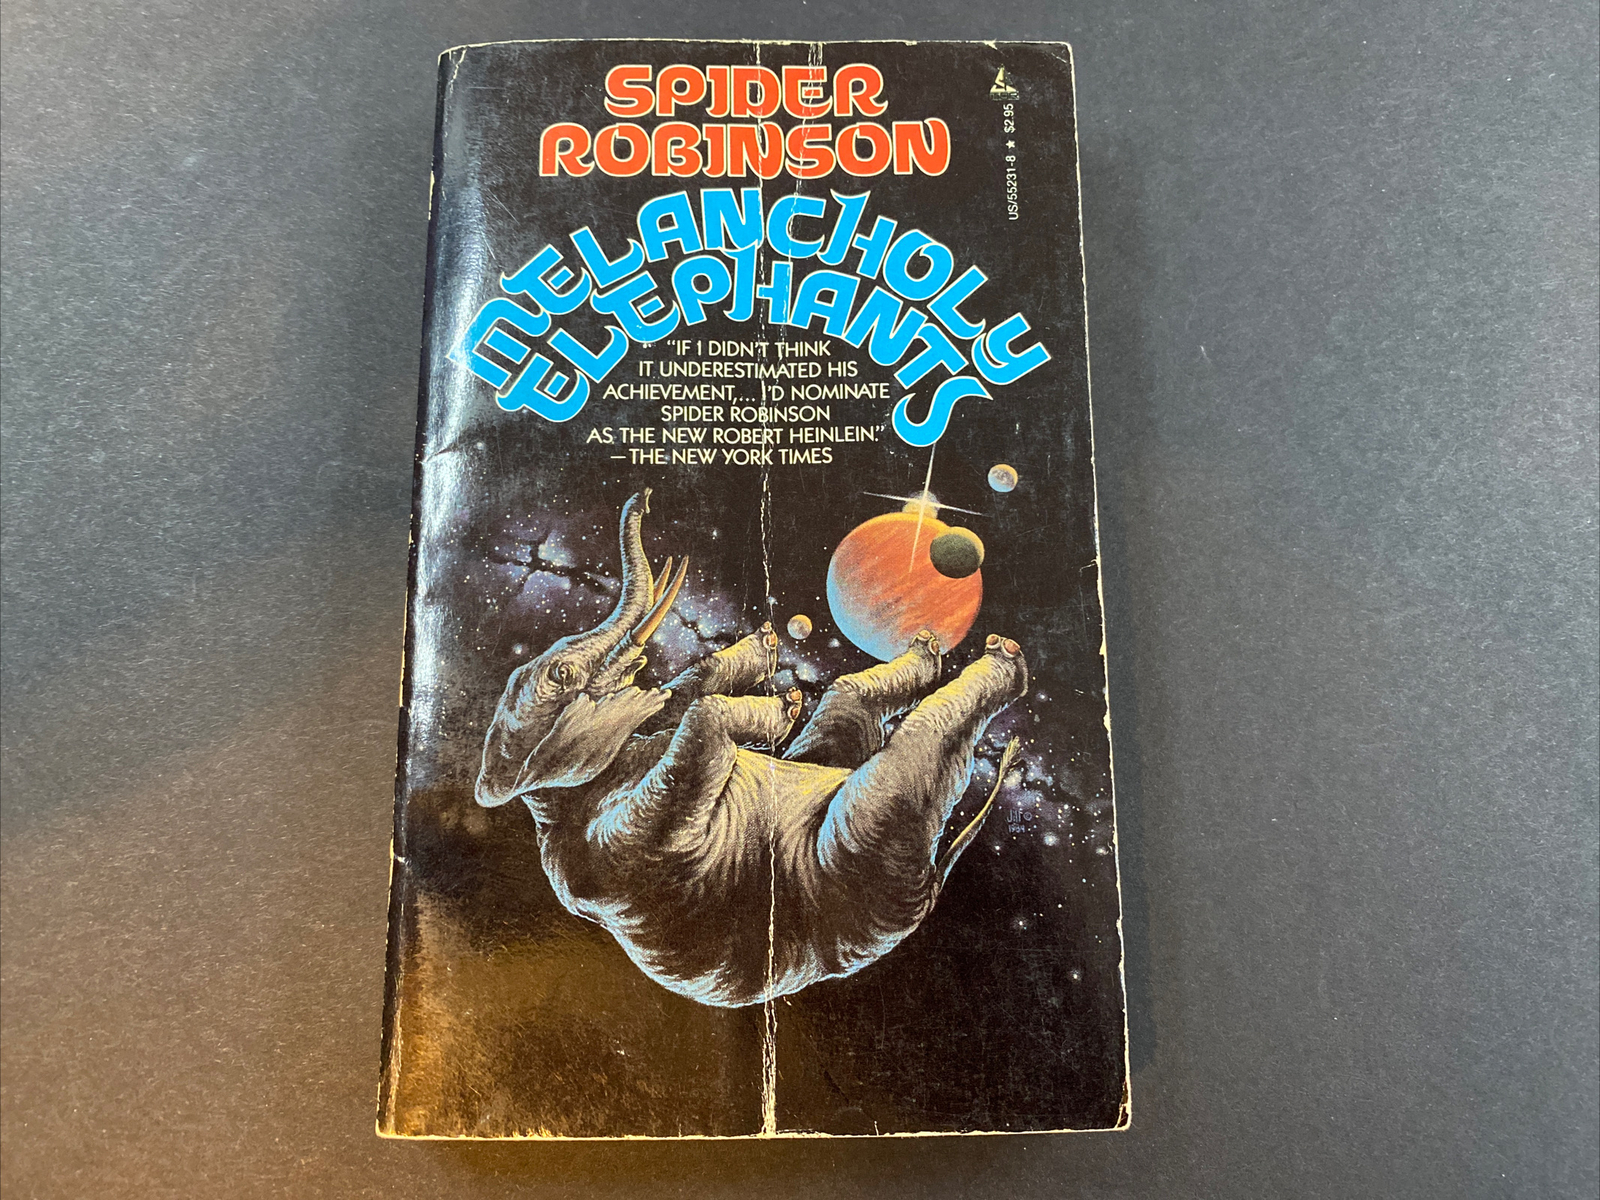 SPIDER
ROBINSON
US/55231-8 ★ $2.95
MELANCHOLY
ELEPHANTS
"IF I DIDN'T THINK
IT UNDERESTIMATED HIS
ACHIEVEMENT,... I'D NOMINATE
SPIDER ROBINSON
AS THE NEW ROBERT HEINLEIN."
—THE NEW YORK TIMES
1984